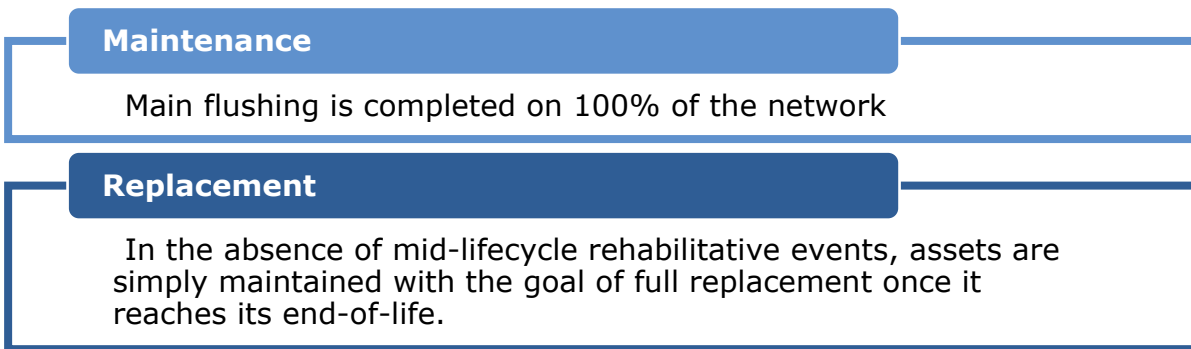 Maintenance
Main flushing is completed on 100% of the network
Replacement
In the absence of mid-lifecycle rehabilitative events, assets are
simply maintained with the goal of full replacement once it
reaches its end-of-life.